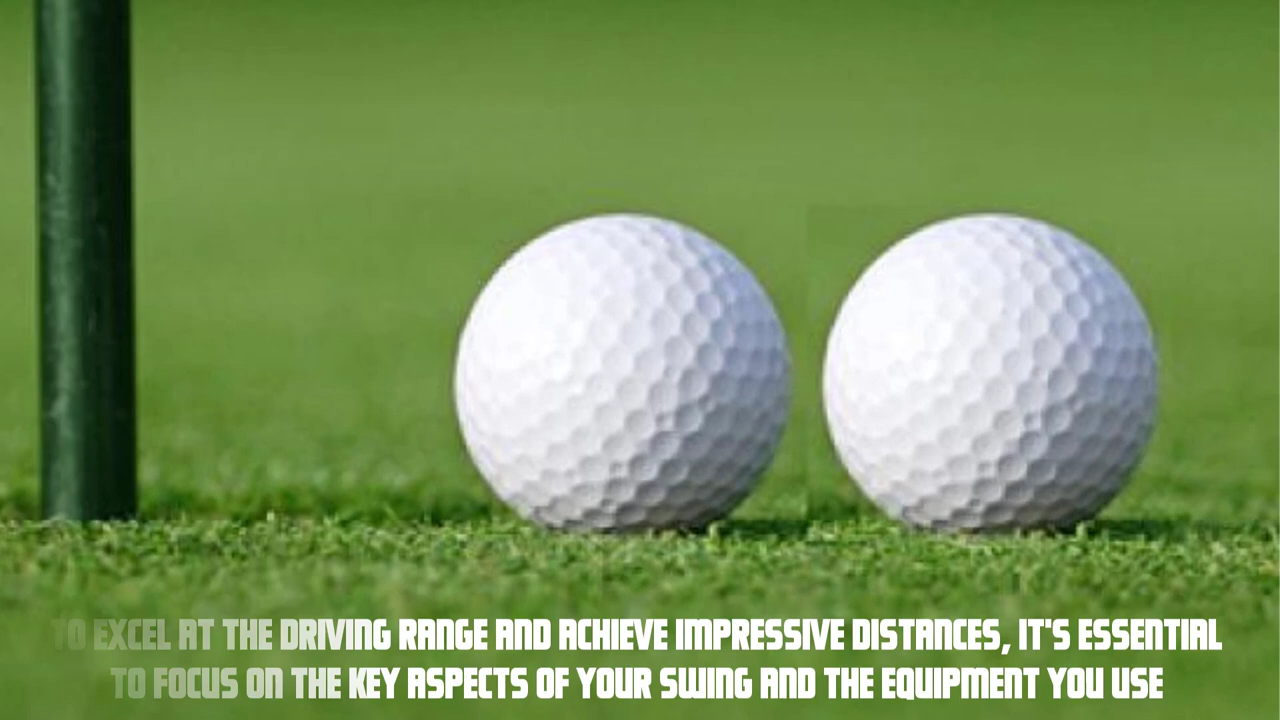 TO EXCEL AT THE DRIVING RANGE AND ACHIEVE IMPRESSIVE DISTANCES, IT'S ESSENTIAL
TO FOCUS ON THE KEY ASPECTS OF YOUR SWING AND THE EQUIPMENT YOU USE